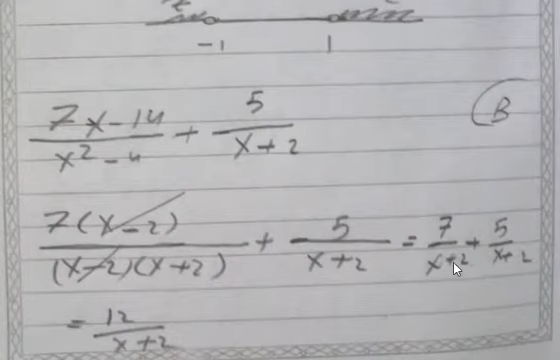 -1 1
(B)
7x-14/x²-4 + 5/x+2
7(x-2)/(x-2)(x+2) + 5/x+2 = 7/x+2 + 5/x+2
= 12/x+2